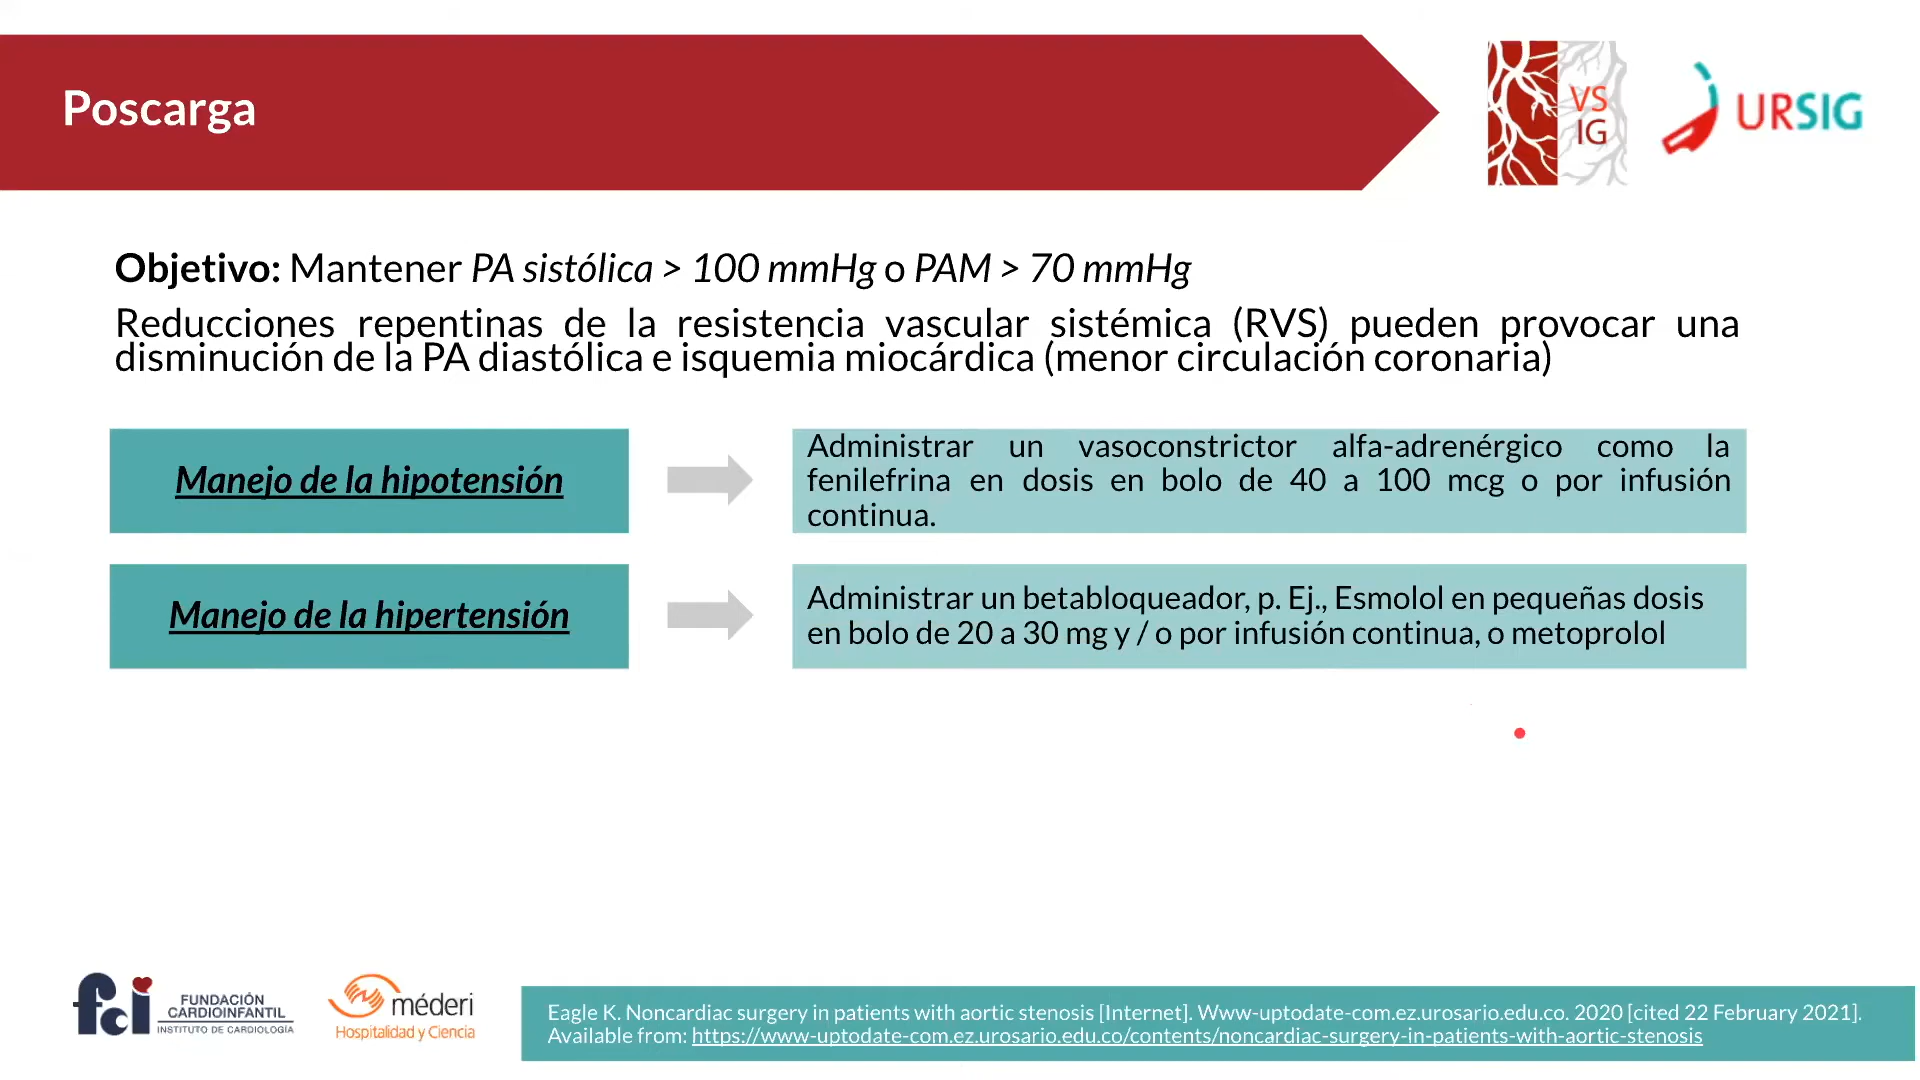 Poscarga
VS
IG
URSIG
Objetivo: Mantener PA sistólica > 100 mmHg o PAM > 70 mmHg
Reducciones repentinas de la resistencia vascular sistémica (RVS) pueden provocar una
disminución de la PA diastólica e isquemia miocárdica (menor circulación coronaria)
Manejo de la hipotensión
Administrar un vasoconstrictor alfa-adrenérgico como la
fenilefrina en dosis en bolo de 40 a 100 mcg o por infusión
continua.
Manejo de la hipertensión
Administrar un betabloqueador, p. Ej., Esmolol en pequeñas dosis
en bolo de 20 a 30 mg y / o por infusión continua, o metoprolol
fci
FUNDACIÓN
CARDIOINFANTIL
INSTITUTO DE CARDIOLOGÍA
méderi
Hospitalidad y Ciencia
Eagle K. Noncardiac surgery in patients with aortic stenosis [Internet]. Www-uptodate-com.ez.urosario.edu.co. 2020 [cited 22 February 2021].
Available from: https://www-uptodate-com.ez.urosario.edu.co/contents/noncardiac-surgery-in-patients-with-aortic-stenosis